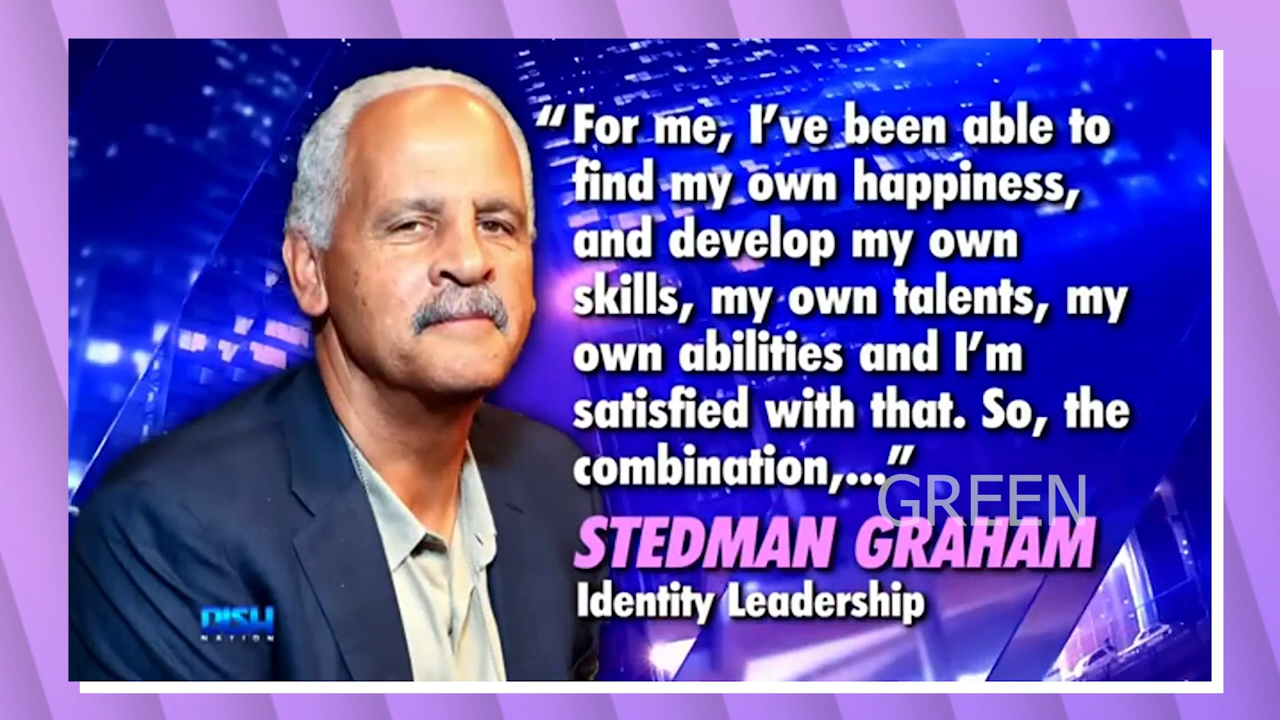 “For me, I’ve been able to
find my own happiness,
and develop my own
skills, my own talents, my
own abilities and I’m
satisfied with that. So, the
combination,...”
GREEN
STEDMAN GRAHAM
Identity Leadership
DISH
NATION